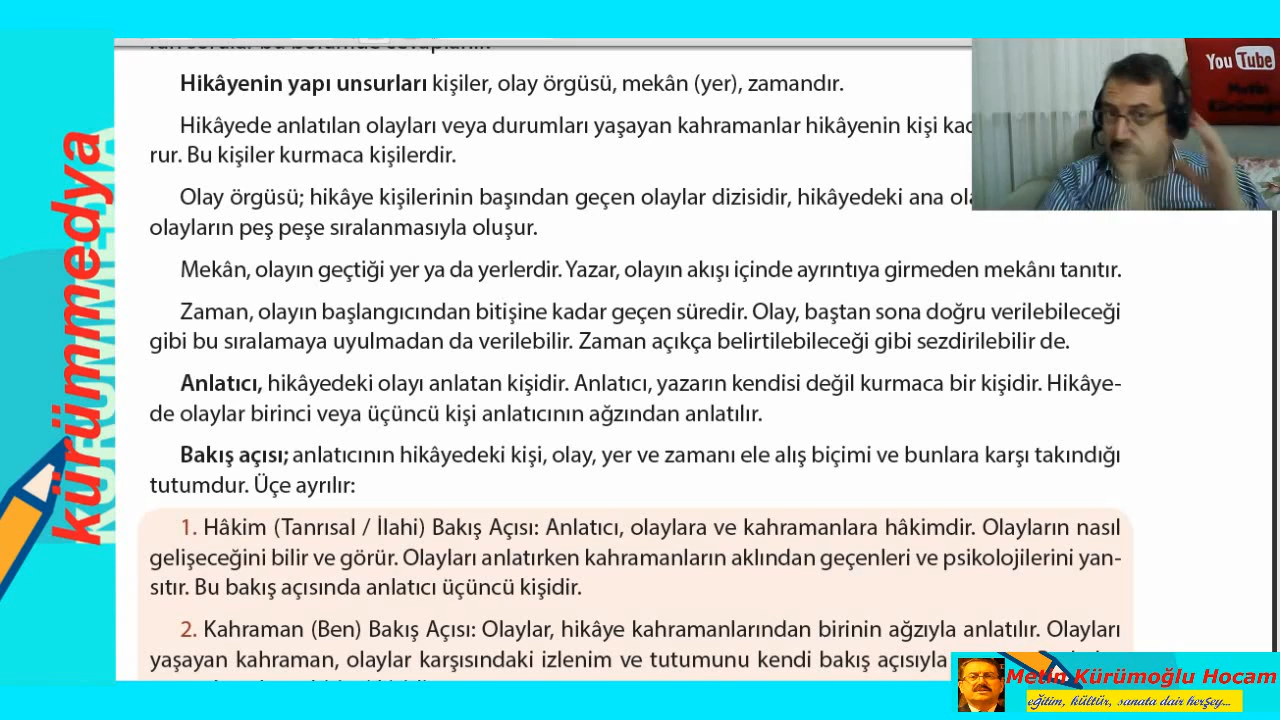 Hikâyenin yapı unsurları kişiler, olay örgüsü, mekân (yer), zamandır.
Hikâyede anlatılan olayları veya durumları yaşayan kahramanlar hikâyenin kişi
rur. Bu kişiler kurmaca kişilerdir.
Olay örgüsü; hikâye kişilerinin başından geçen olaylar dizisidir, hikâyedeki ana
olayların peş peşe sıralanmasıyla oluşur.
Mekân, olayın geçtiği yer ya da yerlerdir. Yazar, olayın akışı içinde ayrıntıya girmeden mekânı tanıtır.
Zaman, olayın başlangıcından bitişine kadar geçen süredir. Olay, baştan sona doğru verilebileceği
gibi bu sıralamaya uyulmadan da verilebilir. Zaman açıkça belirtilebileceği gibi sezdirilebilir de.
Anlatıcı, hikâyedeki olayı anlatan kişidir. Anlatıcı, yazarın kendisi değil kurmaca bir kişidir. Hikâye-
de olaylar birinci veya üçüncü kişi anlatıcının ağzından anlatılır.
Bakış açısı; anlatıcının hikâyedeki kişi, olay, yer ve zamanı ele alış biçimi ve bunlara karşı takındığı
tutumdur. Üçe ayrılır:
1. Hâkim (Tanrısal / İlahi) Bakış Açısı: Anlatıcı, olaylara ve kahramanlara hâkimdir. Olayların nasıl
gelişeceğini bilir ve görür. Olayları anlatırken kahramanların aklından geçenleri ve psikolojilerini yan-
sıtır. Bu bakış açısında anlatıcı üçüncü kişidir.
2. Kahraman (Ben) Bakış Açısı: Olaylar, hikâye kahramanlarından birinin ağzıyla anlatılır. Olayları
yaşayan kahraman, olaylar karşısındaki izlenim ve tutumunu kendi bakış açısıyla
kürümmedya
You Tube
Metin
Metin Kürümoğlu Hocam
eğitim, kültür, sanata dair herşey...